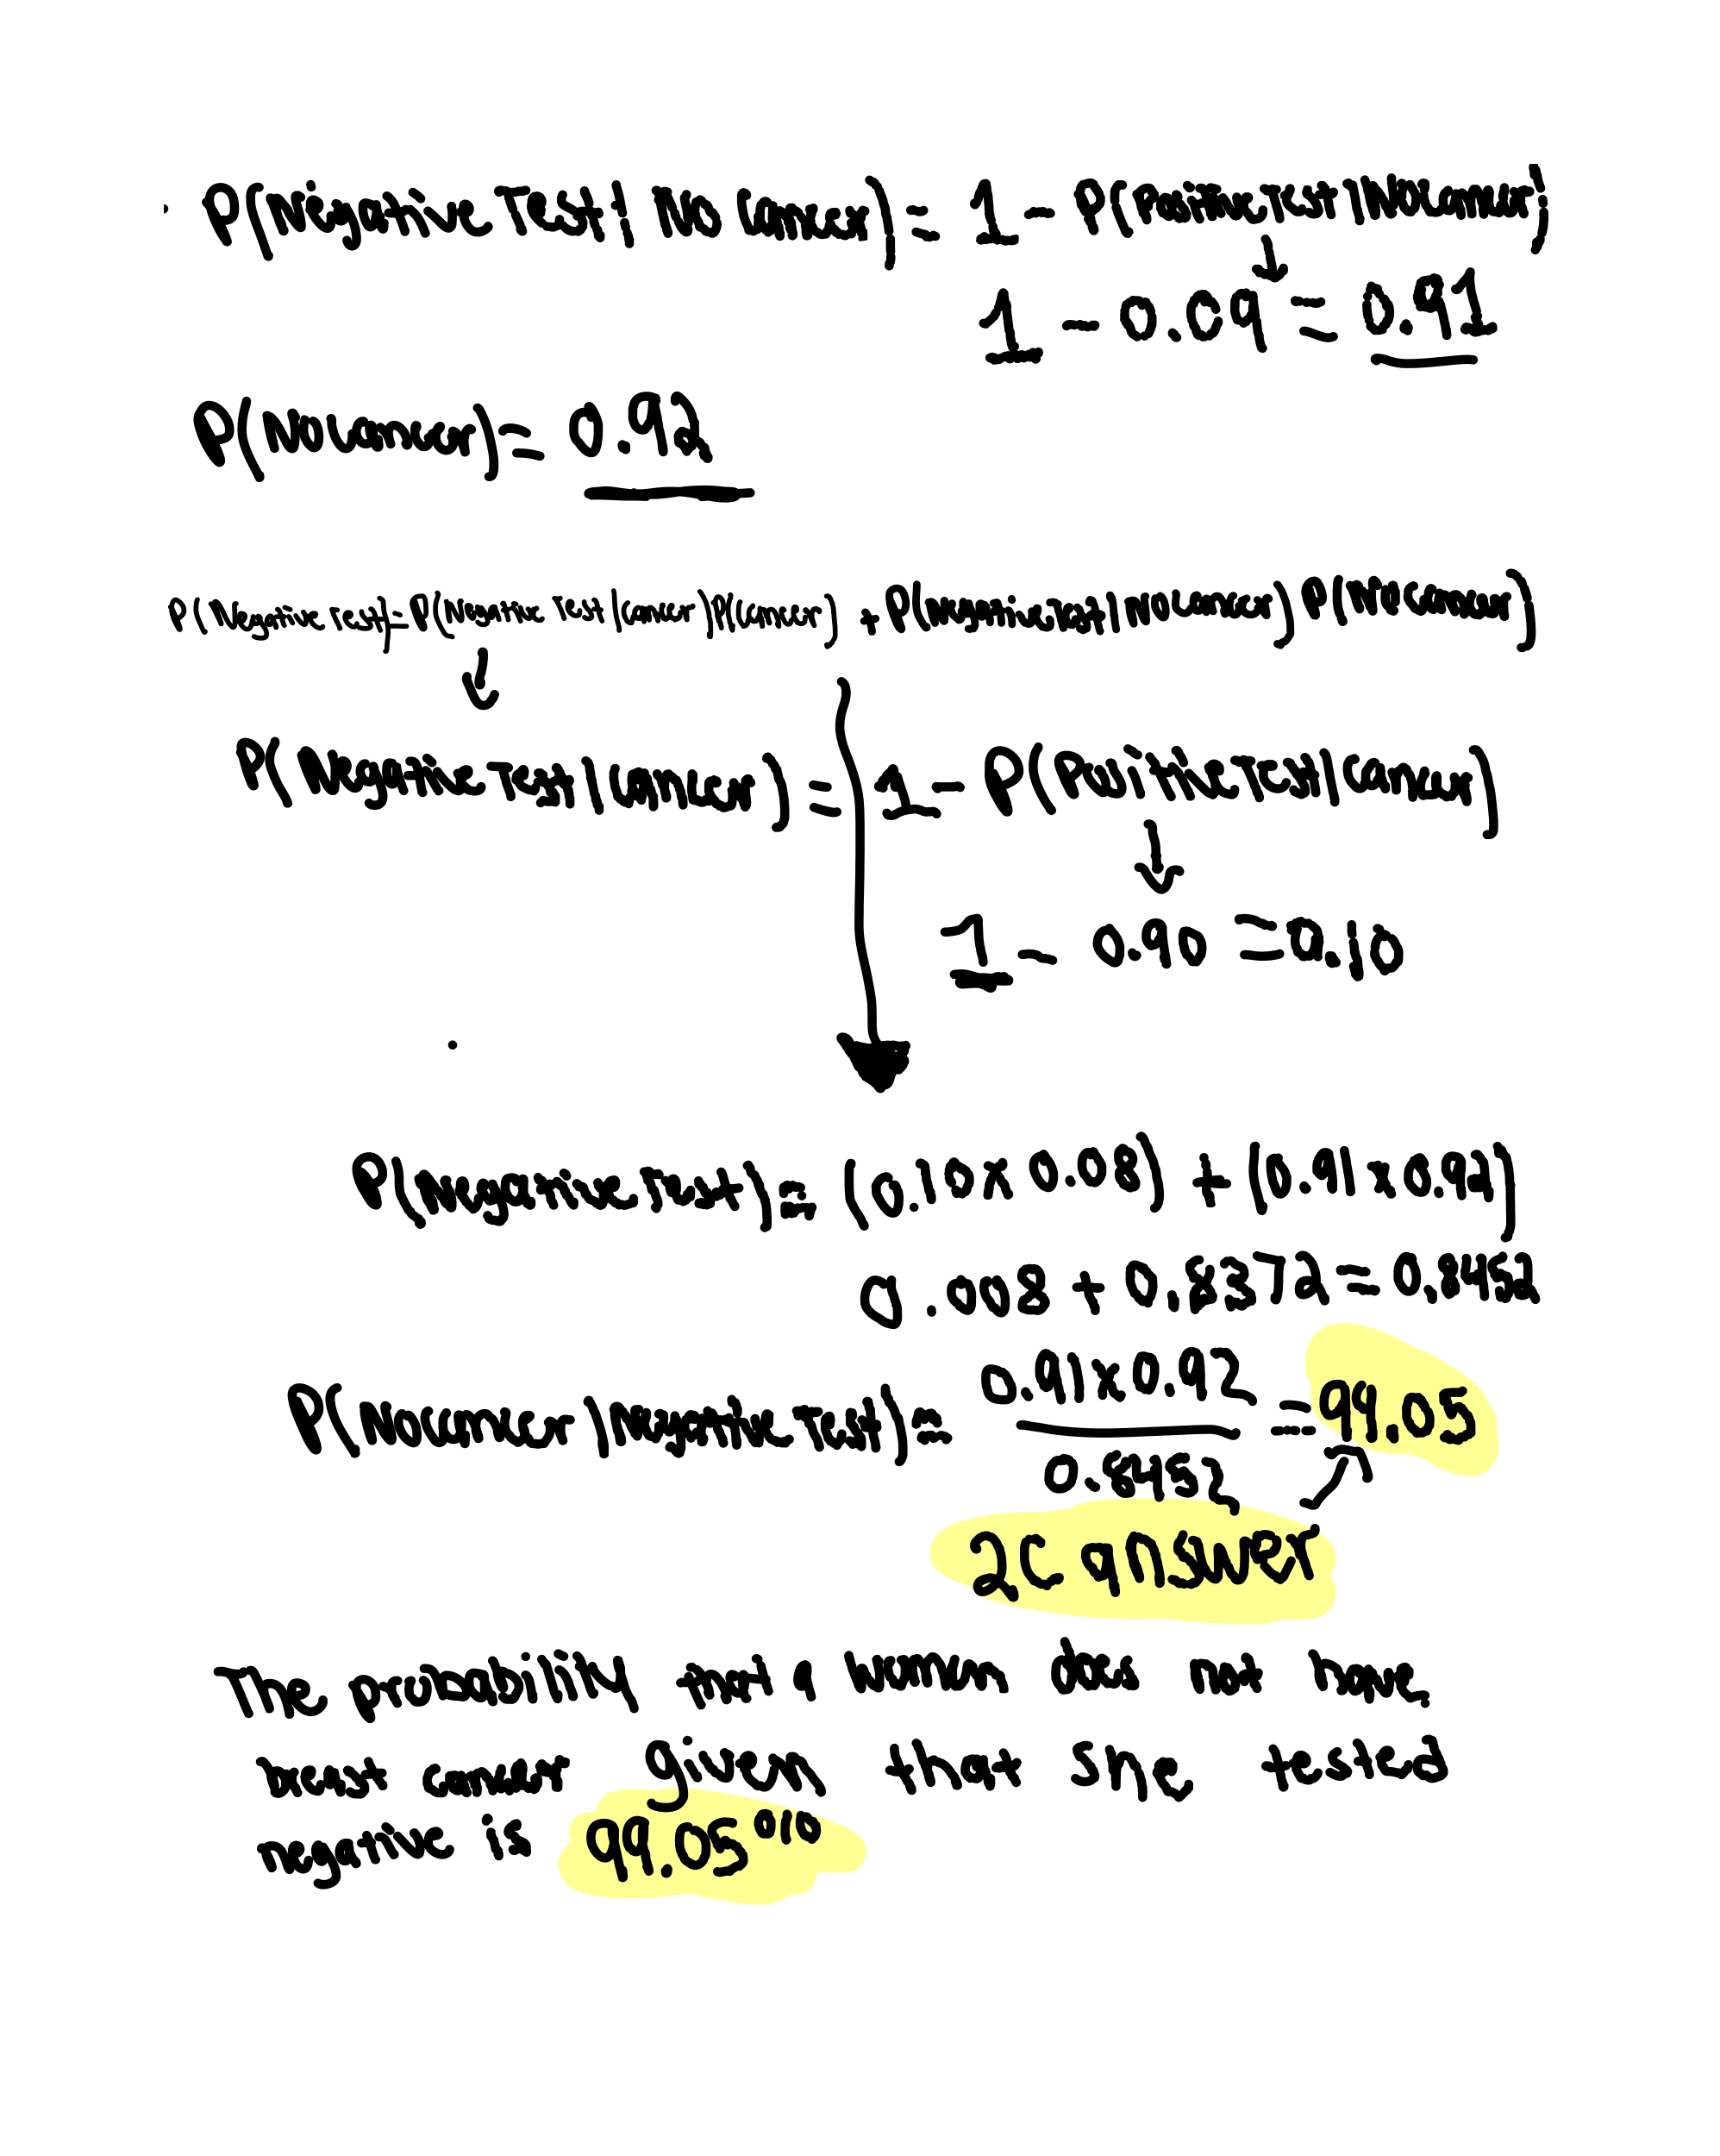 P(Negative Test | No Cancer) = 1 - P(Positive Test | No Cancer)
1 - 0.09 = 0.91
P(No Cancer) = 0.92
P(Negative Test) = P(Negative Test | Cancer) P(Cancer) + P(Negative Test | No Cancer) P(No Cancer)
P(Negative Test | Cancer) = 1 - P(Positive Test | Cancer)
1 - 0.90 = 0.10
P(Negative Test) = (0.10 x 0.08) + (0.91 x 0.92)
0.008 + 0.8372 = 0.8452
P(No Cancer | Negative Test) = 0.91 x 0.92 / 0.8452 = 99.05
2C answer
The probability that a woman does not have
breast cancer given that she tested
negative is 99.05%